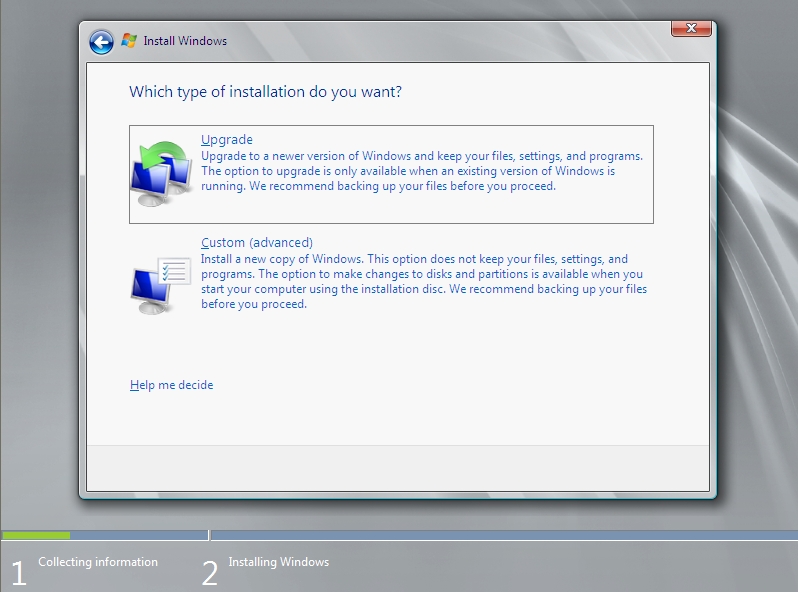 Install Windows
Which type of installation do you want?
Upgrade
Upgrade to a newer version of Windows and keep your files, settings, and programs.
The option to upgrade is only available when an existing version of Windows is
running. We recommend backing up your files before you proceed.
Custom (advanced)
Install a new copy of Windows. This option does not keep your files, settings, and
programs. The option to make changes to disks and partitions is available when you
start your computer using the installation disc. We recommend backing up your files
before you proceed.
Help me decide
1 Collecting information
2 Installing Windows